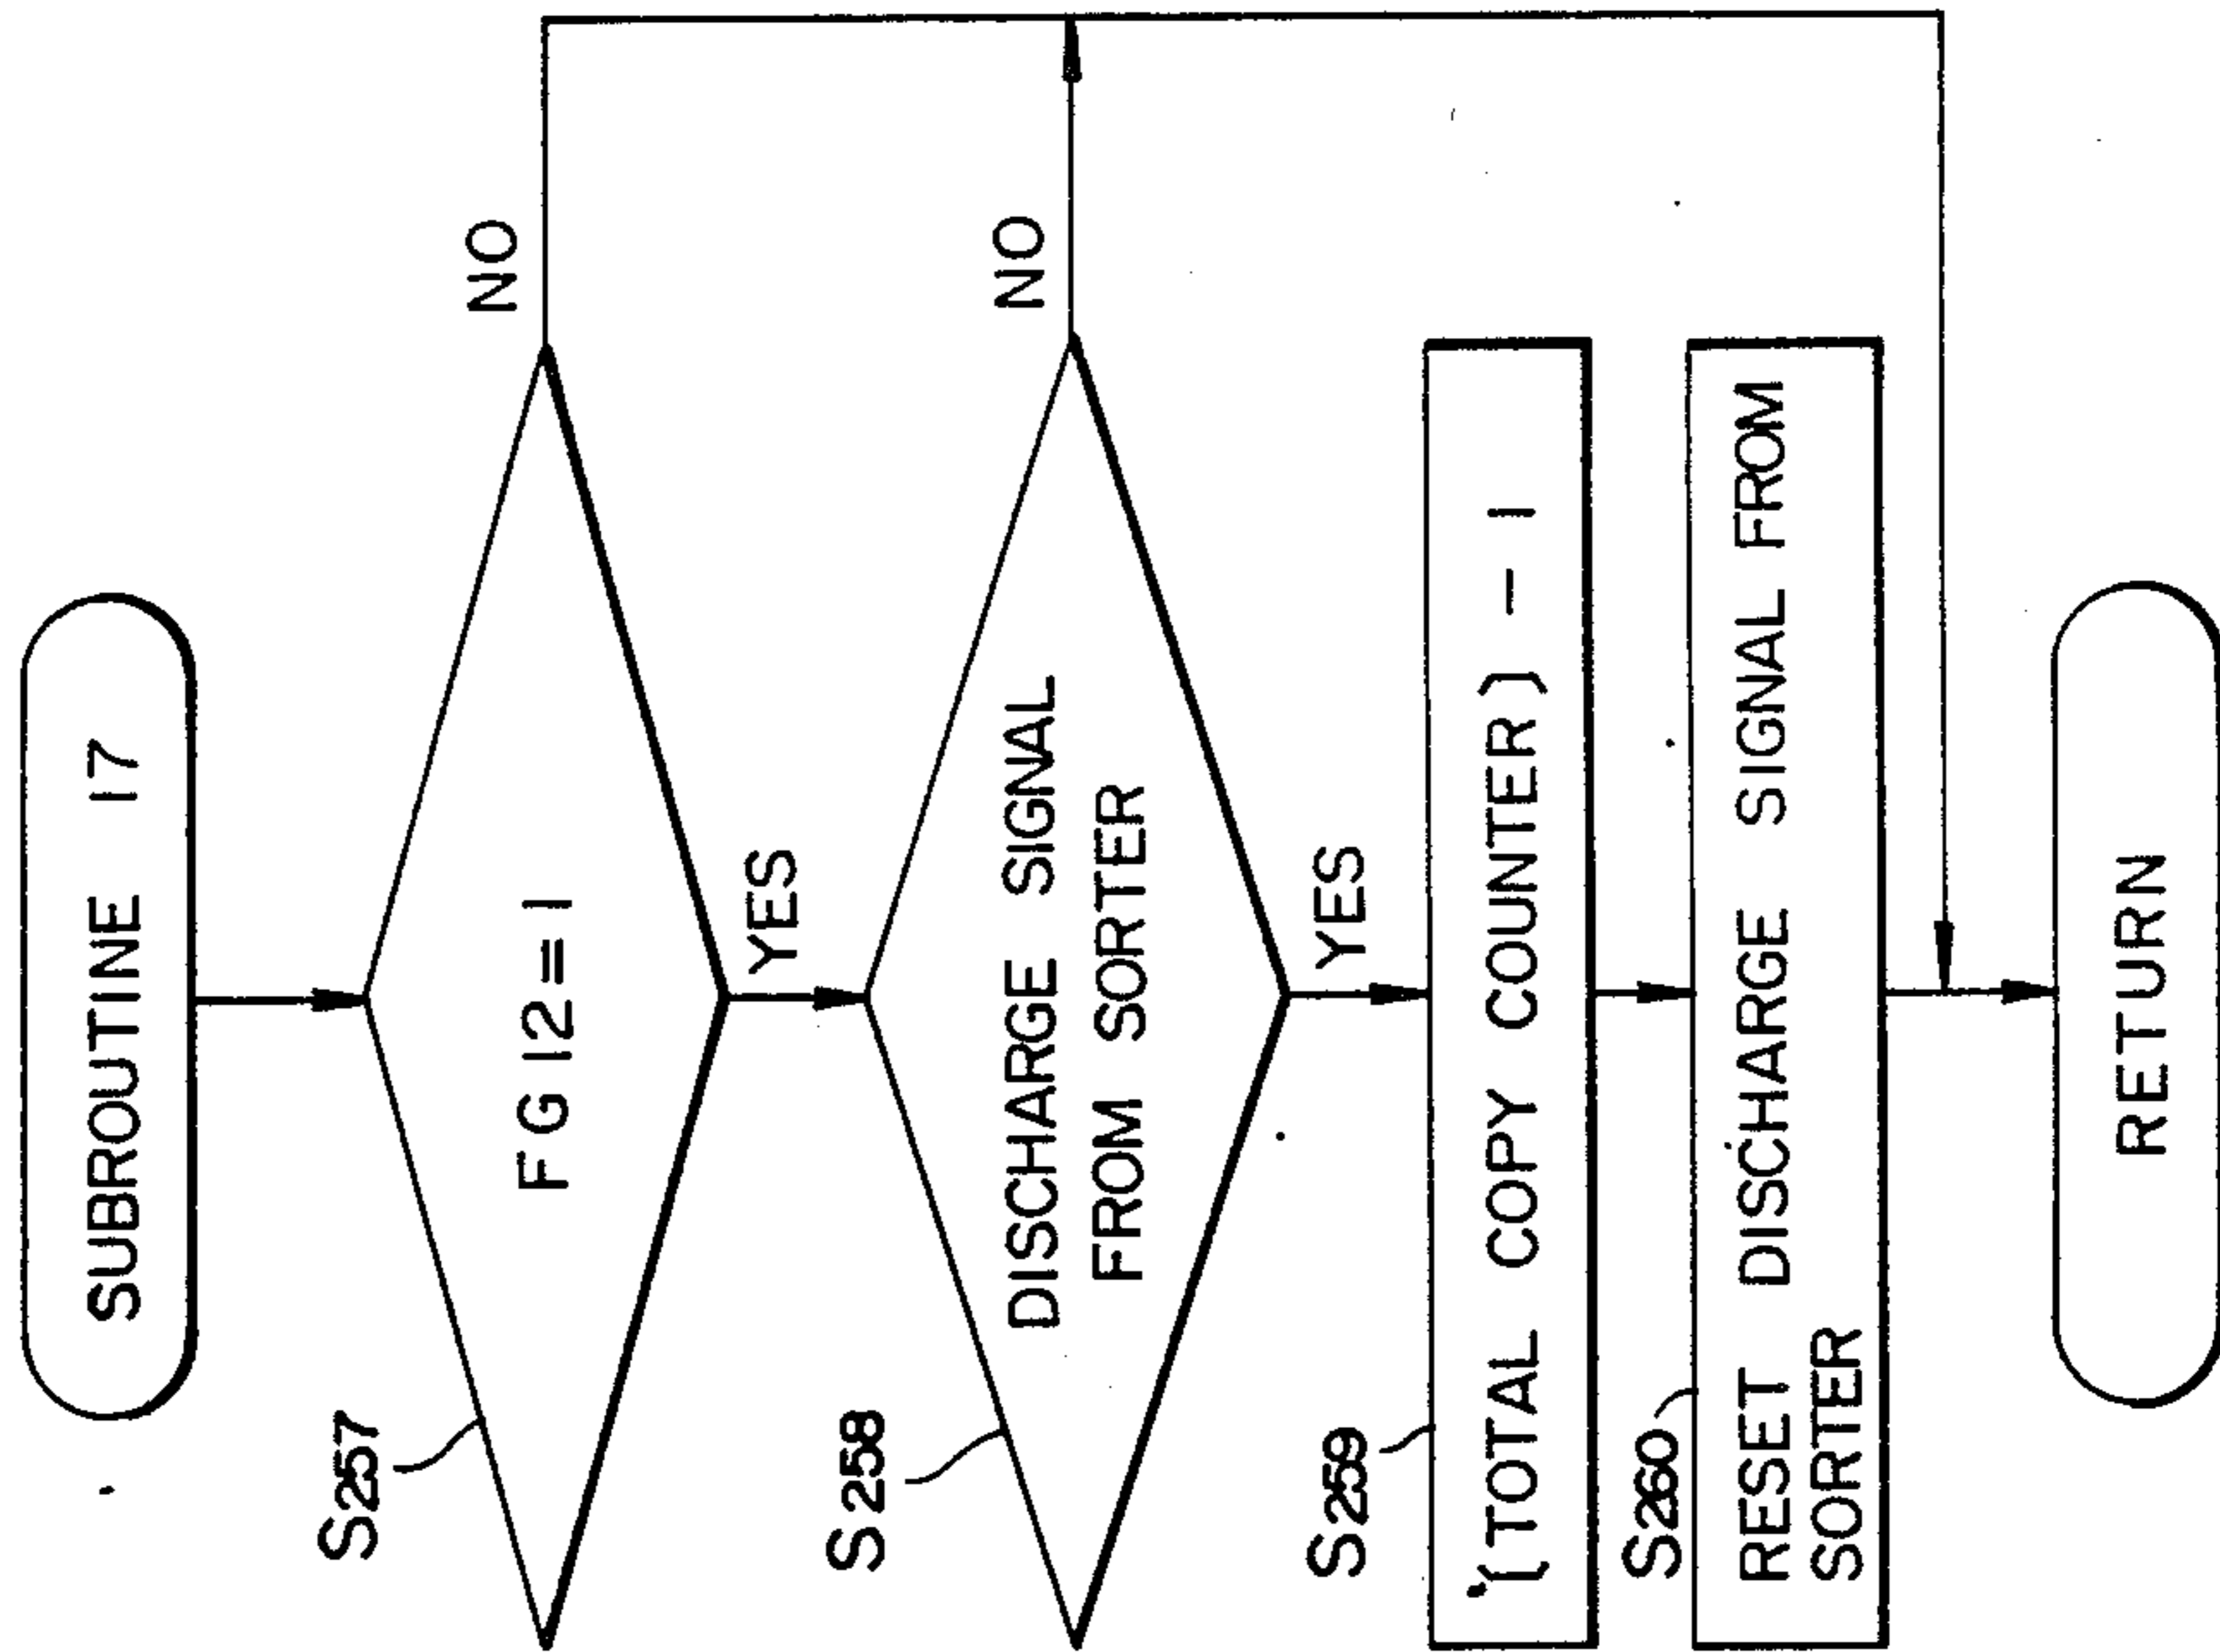 SUBROUTINE 17
S257
FG12=1
NO
YES
S258
DISCHARGE SIGNAL
FROM SORTER
NO
YES
S259
(TOTAL COPY COUNTER) - 1
S260
RESET DISCHARGE SIGNAL FROM
SORTER
RETURN